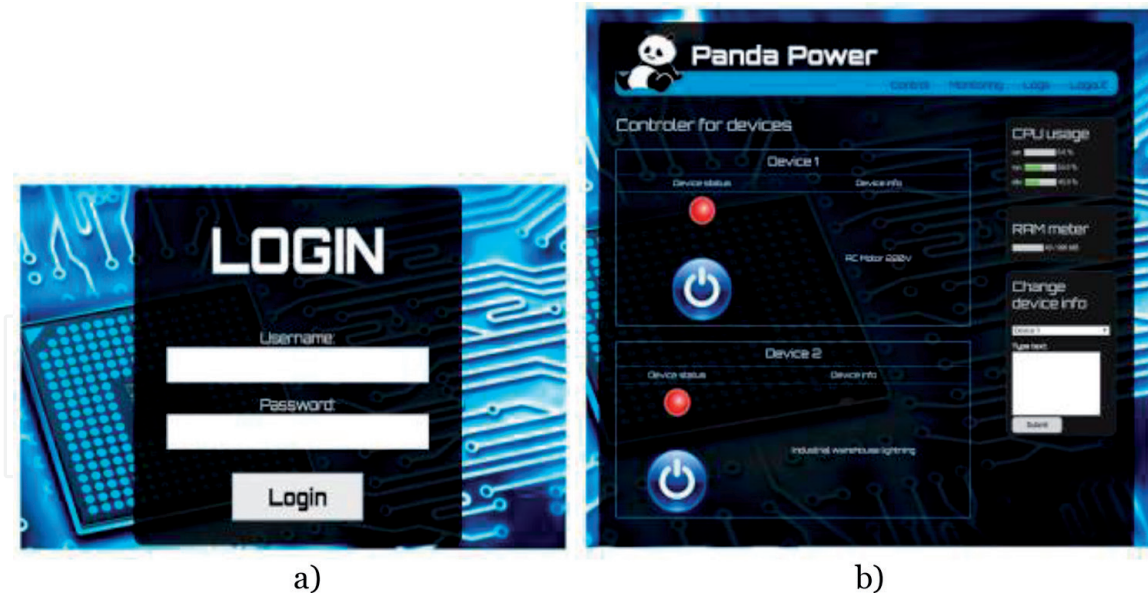 LOGIN
Username:
Password:
Login
a)
Panda Power
Control Monitoring Logs Logout
Controler for devices
Device 1
Device status Device info
AC Motor 220V
Device 2
Device status Device info
Industrial warehouse lightning
CPU usage
RAM meter
Change
device info
Device 1
Type text:
Submit
b)